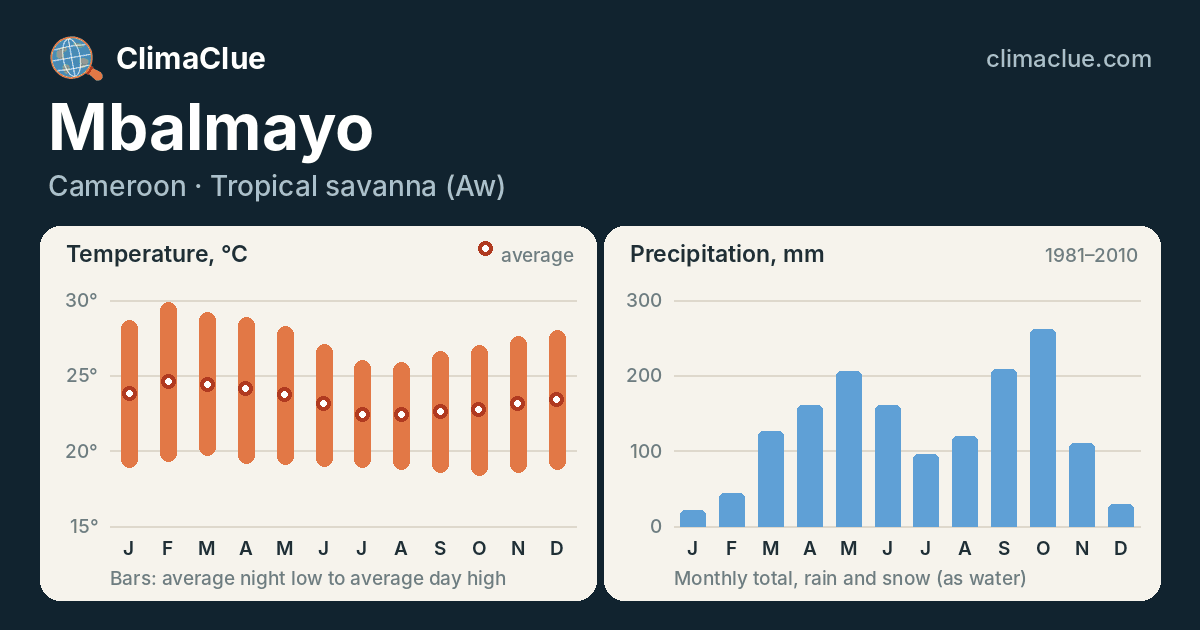 ClimaClue
climaclue.com
Mbalmayo
Cameroon · Tropical savanna (Aw)
Temperature, °C
average
30°
25°
20°
15°
J F M A M J J A S O N D
Bars: average night low to average day high
Precipitation, mm
1981–2010
300
200
100
0
J F M A M J J A S O N D
Monthly total, rain and snow (as water)